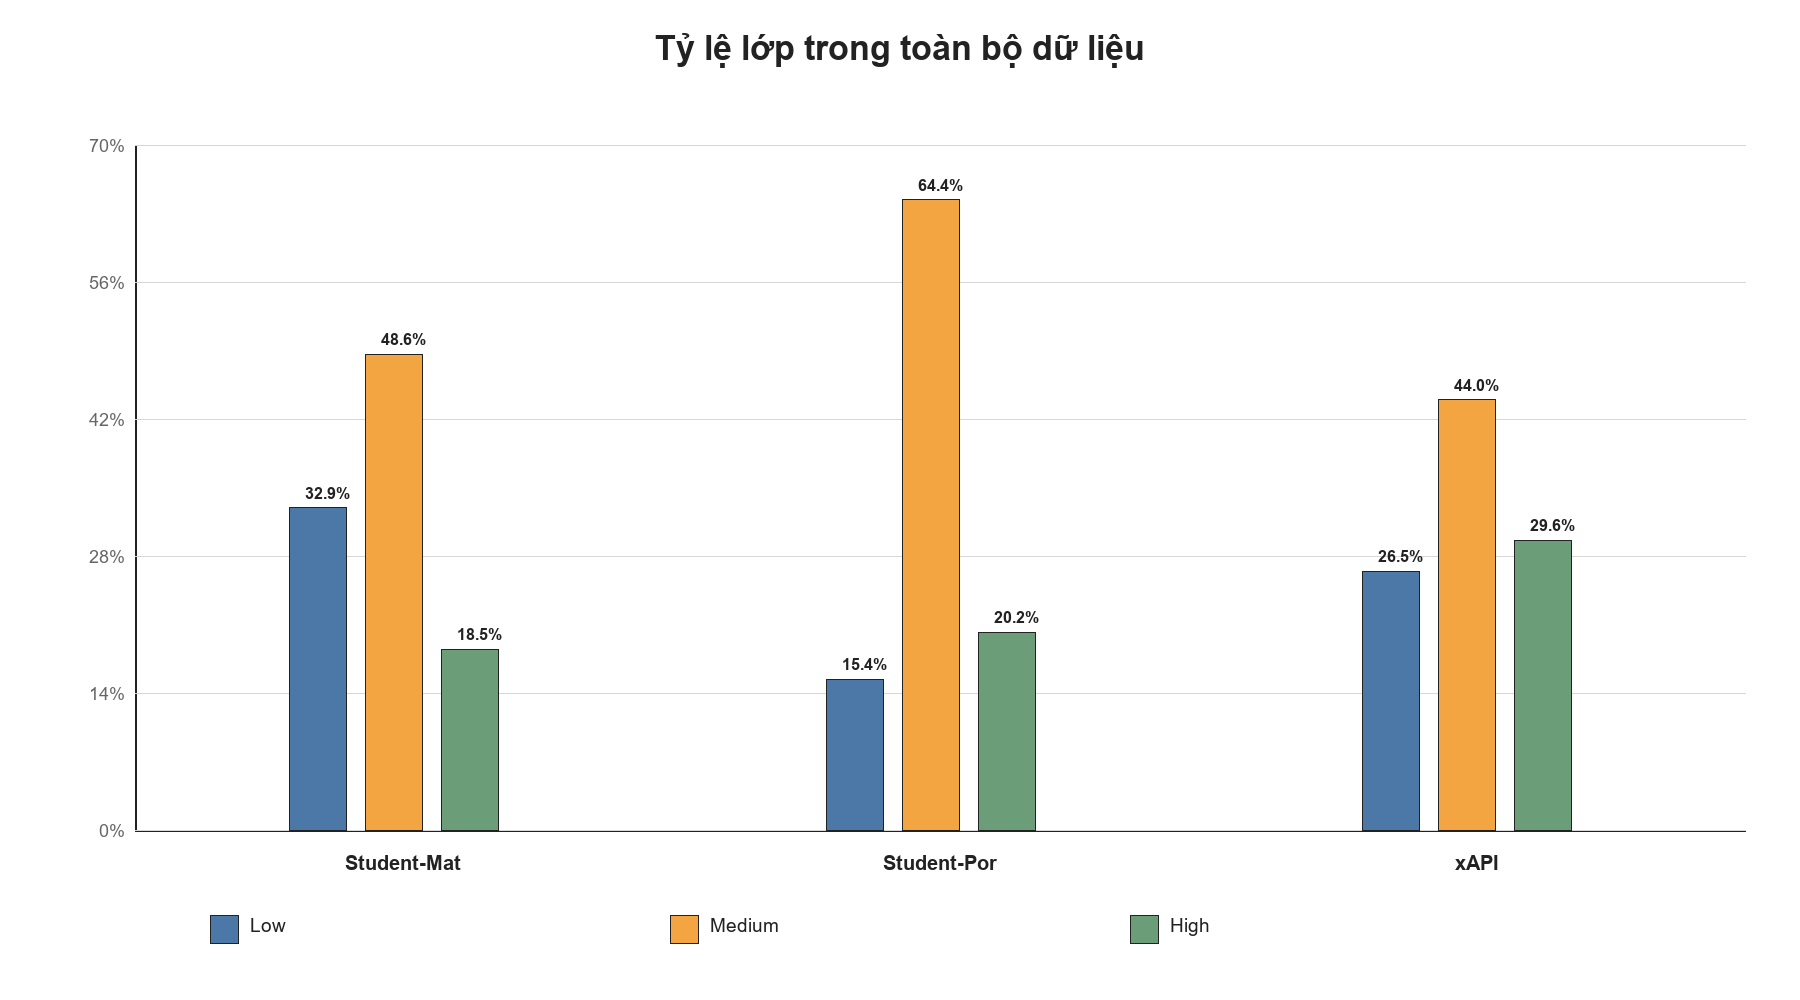 Tỷ lệ lớp trong toàn bộ dữ liệu
70%
56%
42%
28%
14%
0%
32.9%
48.6%
18.5%
15.4%
64.4%
20.2%
26.5%
44.0%
29.6%
Student-Mat
Student-Por
xAPI
Low
Medium
High